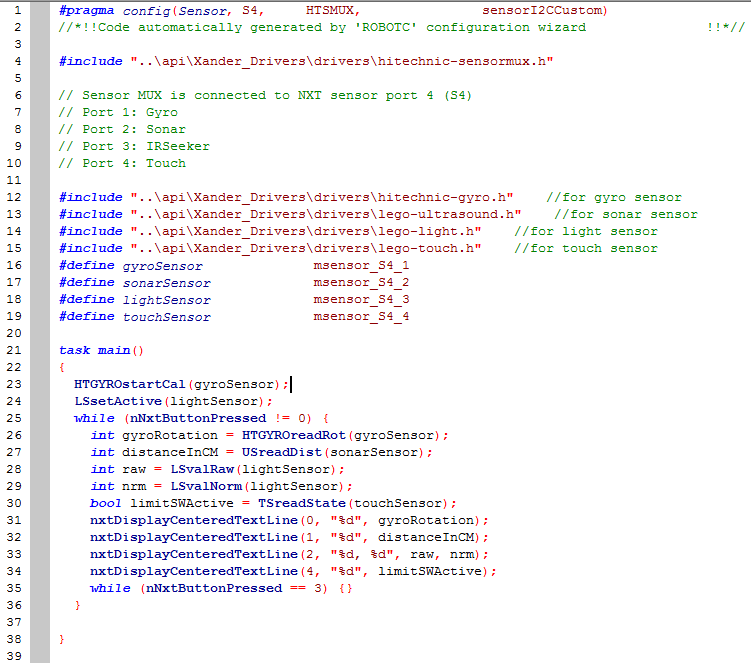 1 #pragma config(Sensor, S4,     HTSMUX,               sensorI2CCustom)
2 //*!!Code automatically generated by 'ROBOTC' configuration wizard               !!*//
3
4 #include "..\api\Xander_Drivers\drivers\hitechnic-sensormux.h"
5
6 // Sensor MUX is connected to NXT sensor port 4 (S4)
7 // Port 1: Gyro
8 // Port 2: Sonar
9 // Port 3: IRSeeker
10 // Port 4: Touch
11
12 #include "..\api\Xander_Drivers\drivers\hitechnic-gyro.h"    //for gyro sensor
13 #include "..\api\Xander_Drivers\drivers\lego-ultrasound.h"    //for sonar sensor
14 #include "..\api\Xander_Drivers\drivers\lego-light.h"    //for light sensor
15 #include "..\api\Xander_Drivers\drivers\lego-touch.h"    //for touch sensor
16 #define gyroSensor              msensor_S4_1
17 #define sonarSensor             msensor_S4_2
18 #define lightSensor             msensor_S4_3
19 #define touchSensor             msensor_S4_4
20
21 task main()
22 {
23   HTGYROstartCal(gyroSensor);
24   LSsetActive(lightSensor);
25   while (nNxtButtonPressed != 0) {
26     int gyroRotation = HTGYROreadRot(gyroSensor);
27     int distanceInCM = USreadDist(sonarSensor);
28     int raw = LSvalRaw(lightSensor);
29     int nrm = LSvalNorm(lightSensor);
30     bool limitSWActive = TSreadState(touchSensor);
31     nxtDisplayCenteredTextLine(0, "%d", gyroRotation);
32     nxtDisplayCenteredTextLine(1, "%d", distanceInCM);
33     nxtDisplayCenteredTextLine(2, "%d, %d", raw, nrm);
34     nxtDisplayCenteredTextLine(4, "%d", limitSWActive);
35     while (nNxtButtonPressed == 3) {}
36   }
37
38 }
39